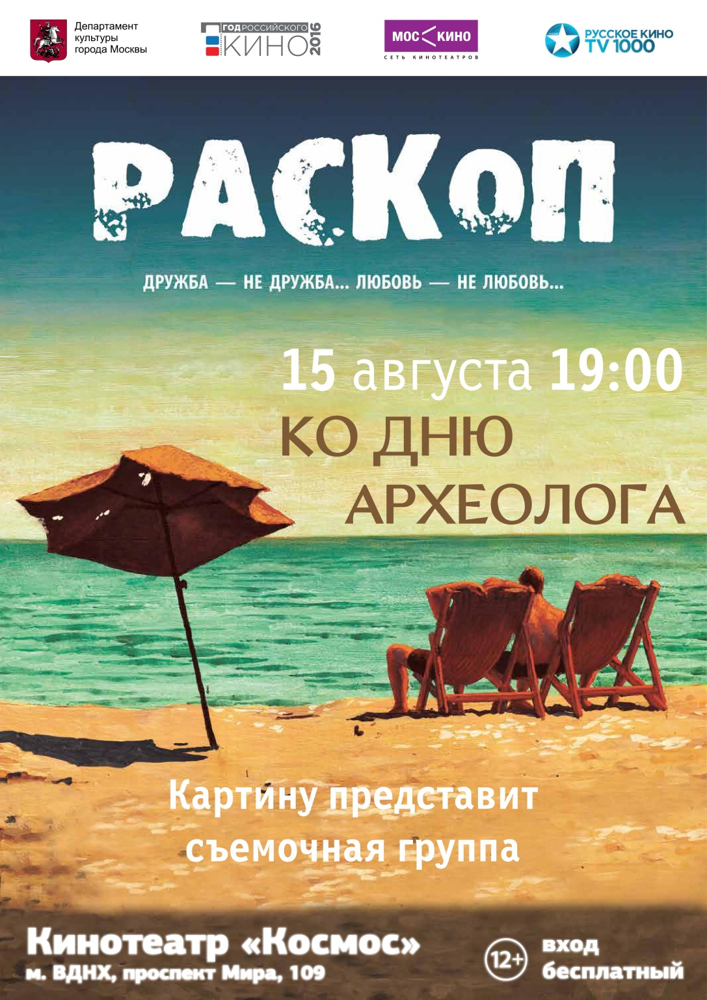 Департамент
культуры
города Москвы
ГОД РОССИЙСКОГО
КИНО 2016
МОС КИНО
СЕТЬ КИНОТЕАТРОВ
РУССКОЕ КИНО
TV1000
РАСКОП
ДРУЖБА — НЕ ДРУЖБА... ЛЮБОВЬ — НЕ ЛЮБОВЬ...
15 августа 19:00
КО ДНЮ
АРХЕОЛОГА
Картину представит
съемочная группа
Кинотеатр «Космос»
м. ВДНХ, проспект Мира, 109
12+
вход
бесплатный